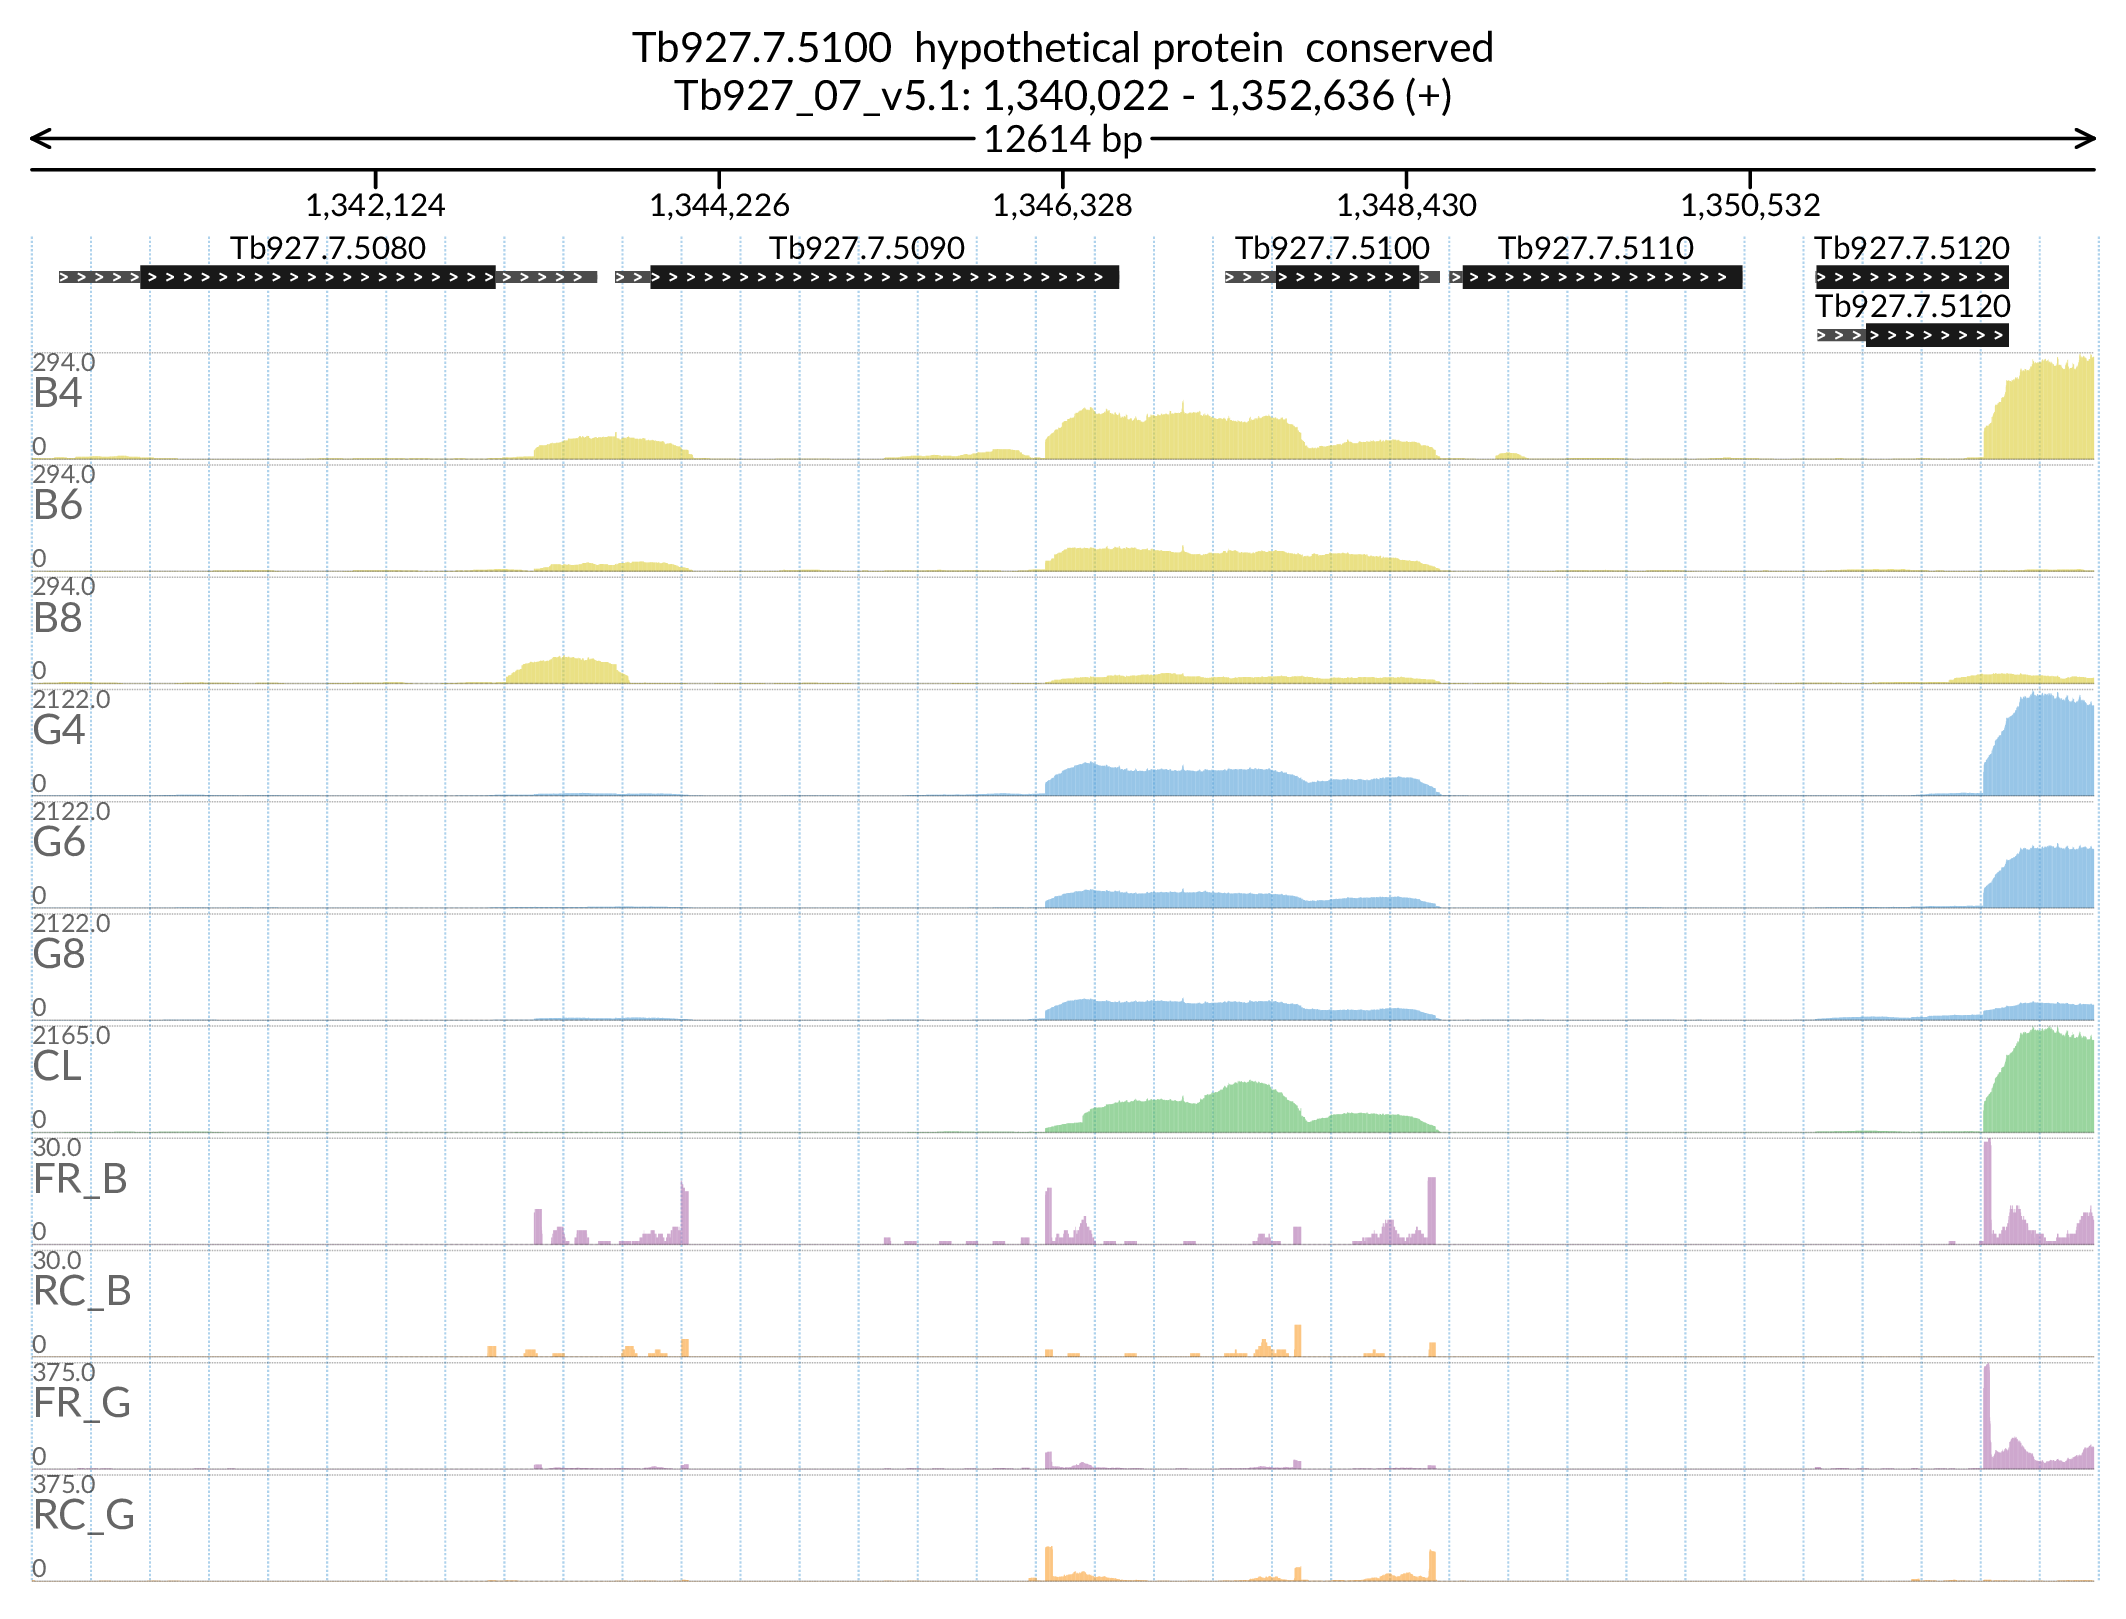 Tb927.7.5100  hypothetical protein  conserved
Tb927_07_v5.1: 1,340,022 - 1,352,636 (+)
12614 bp
1,342,124 1,344,226 1,346,328 1,348,430 1,350,532
Tb927.7.5080 Tb927.7.5090 Tb927.7.5100 Tb927.7.5110 Tb927.7.5120
Tb927.7.5120
294.0
B4
0
294.0
B6
0
294.0
B8
0
2122.0
G4
0
2122.0
G6
0
2122.0
G8
0
2165.0
CL
0
30.0
FR_B
0
30.0
RC_B
0
375.0
FR_G
0
375.0
RC_G
0